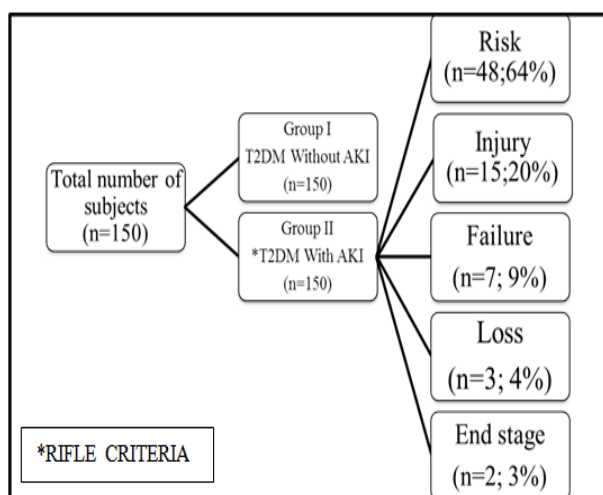 Total number of
subjects
(n=150)
Group I
T2DM Without AKI
(n=150)
Group II
*T2DM With AKI
(n=150)
Risk
(n=48;64%)
Injury
(n=15;20%)
Failure
(n=7; 9%)
Loss
(n=3; 4%)
End stage
(n=2; 3%)
*RIFLE CRITERIA